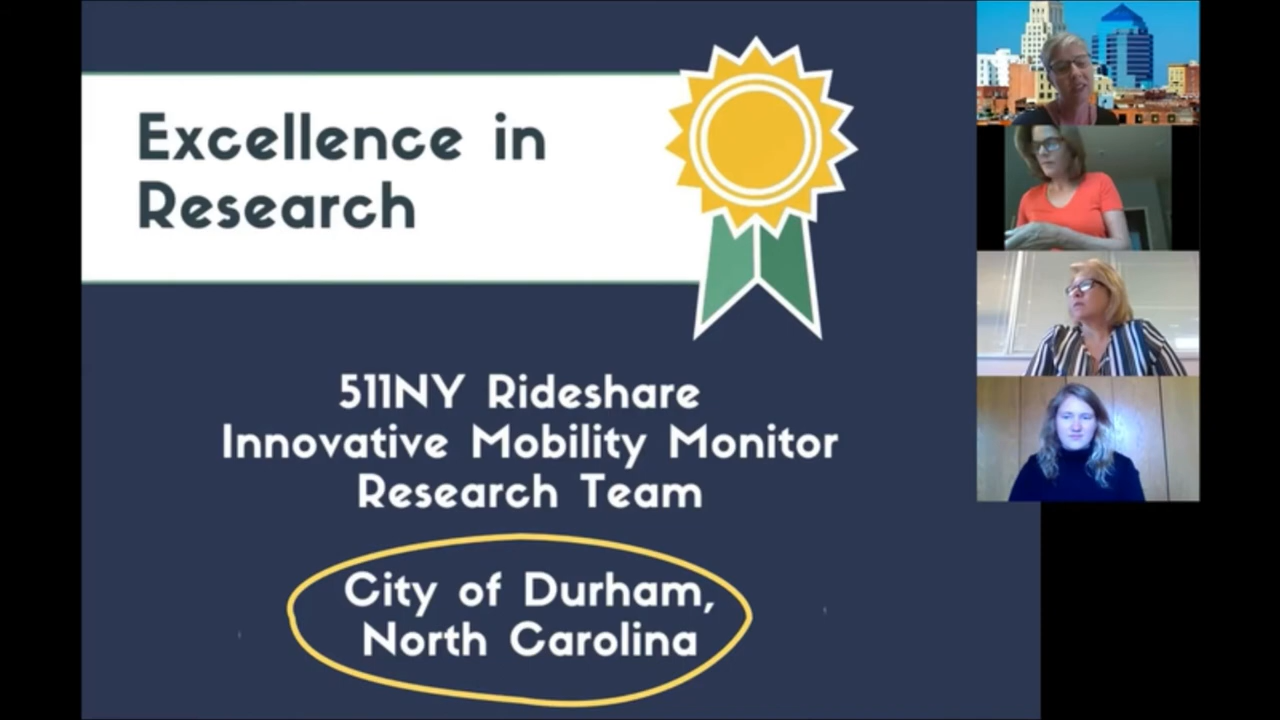 Excellence in
Research
511NY Rideshare
Innovative Mobility Monitor
Research Team
City of Durham,
North Carolina